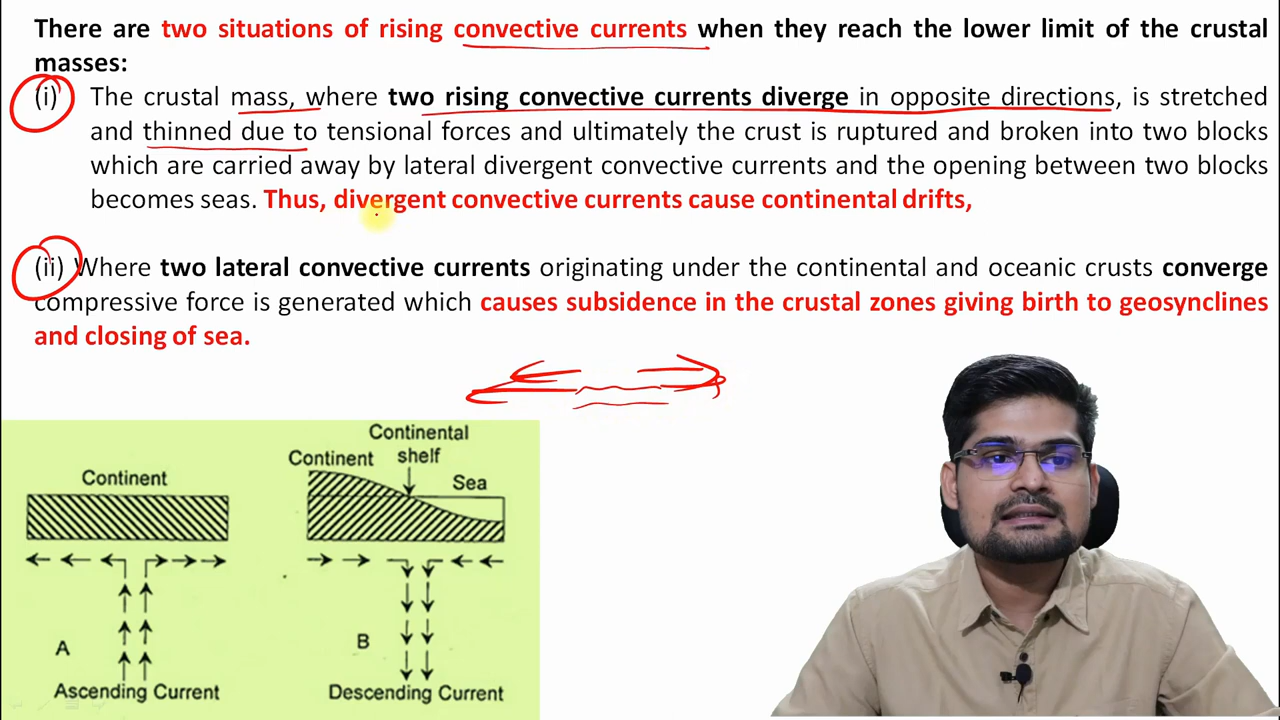 There are two situations of rising convective currents when they reach the lower limit of the crustal
masses:
(i) The crustal mass, where two rising convective currents diverge in opposite directions, is stretched
and thinned due to tensional forces and ultimately the crust is ruptured and broken into two blocks
which are carried away by lateral divergent convective currents and the opening between two blocks
becomes seas. Thus, divergent convective currents cause continental drifts,
(ii) Where two lateral convective currents originating under the continental and oceanic crusts converge
compressive force is generated which causes subsidence in the crustal zones giving birth to geosynclines
and closing of sea.
Continent
A
Ascending Current
Continental
shelf
Continent
Sea
B
Descending Current